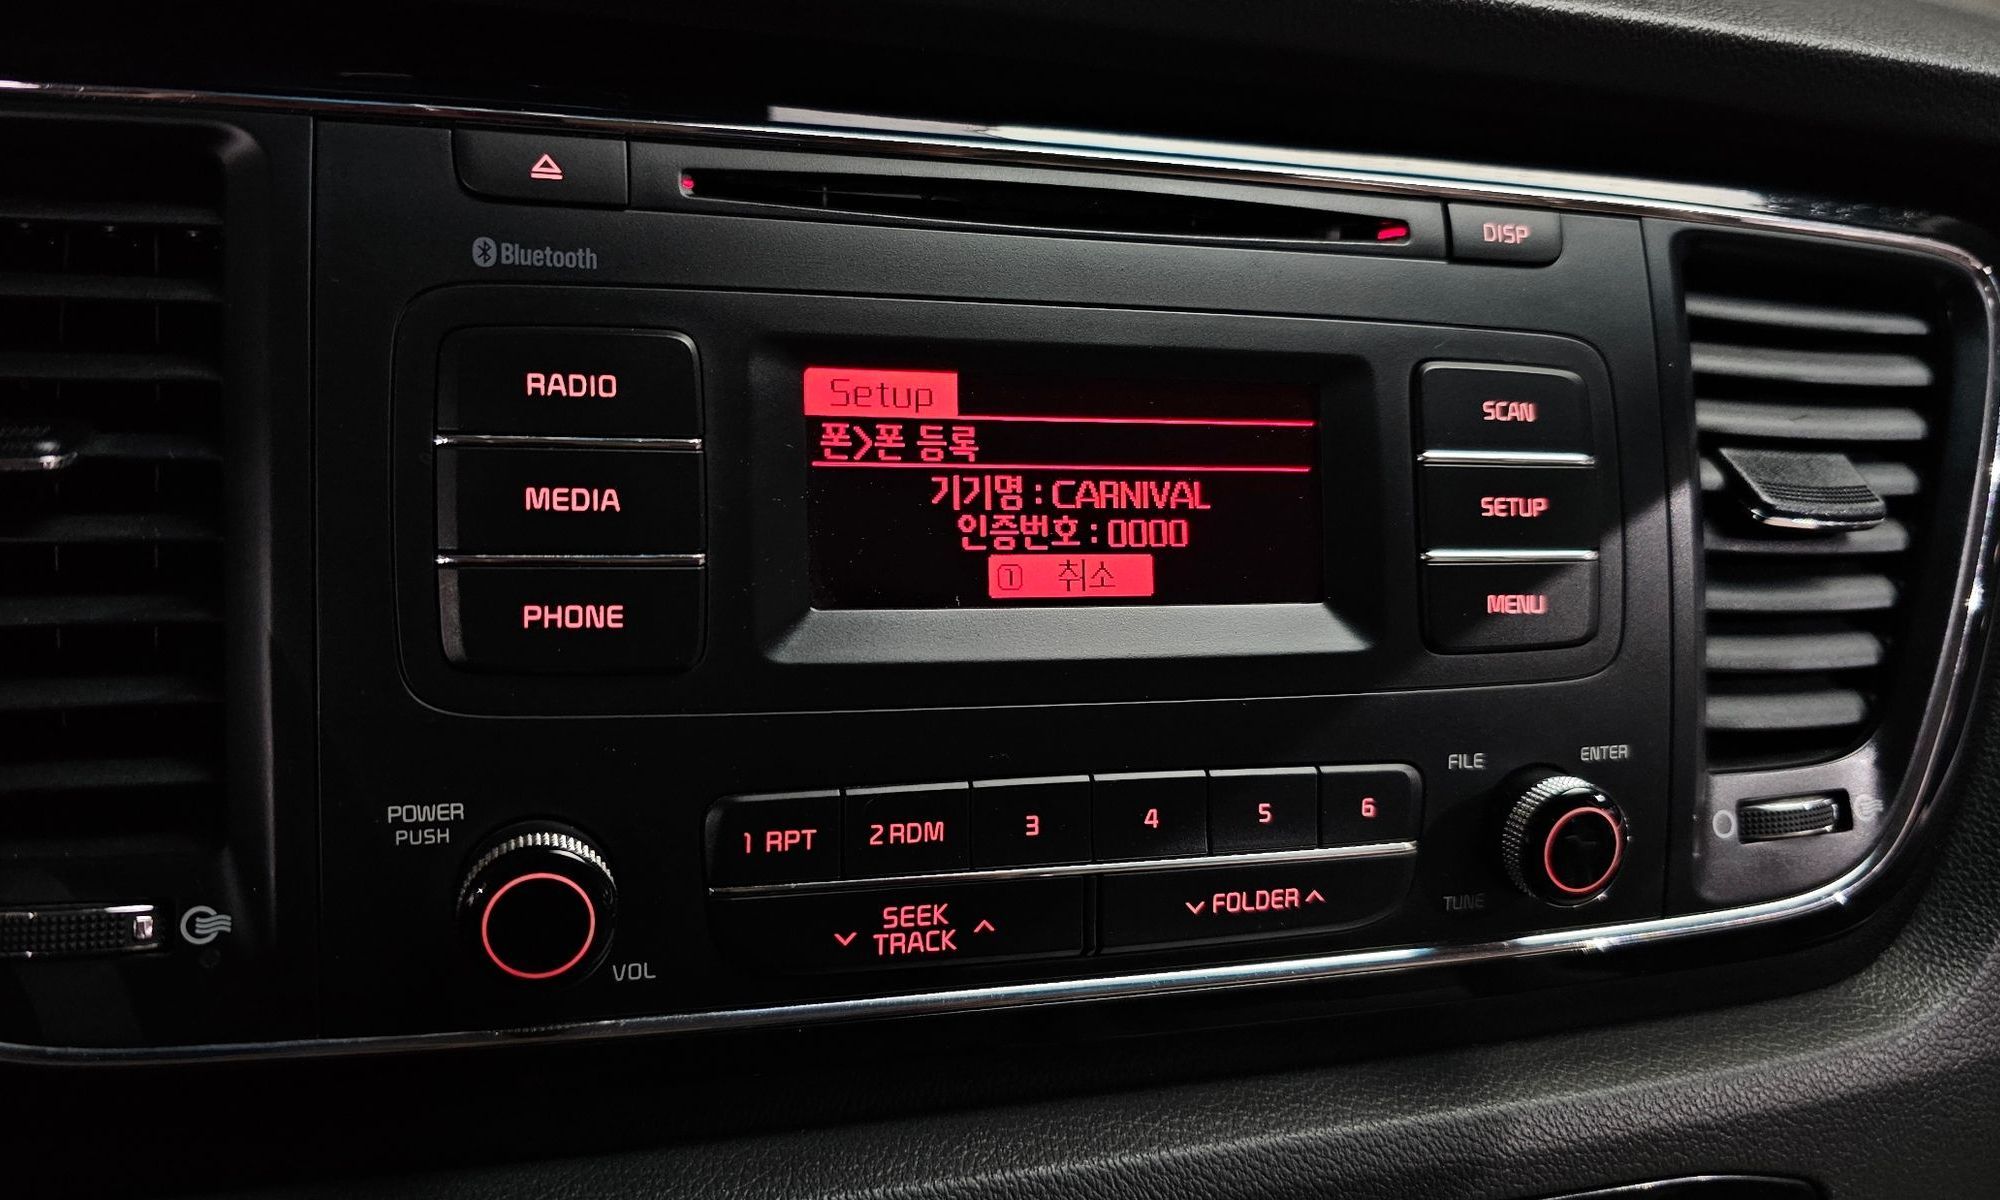 DISP
Bluetooth
RADIO
MEDIA
PHONE
Setup
폰>폰 등록
기기명 : CARNIVAL
인증번호 : 0000
① 취소
SCAN
SETUP
MENU
POWER
PUSH
VOL
1 RPT
2 RDM
3
4
5
6
SEEK
TRACK
FOLDER
FILE
ENTER
TUNE